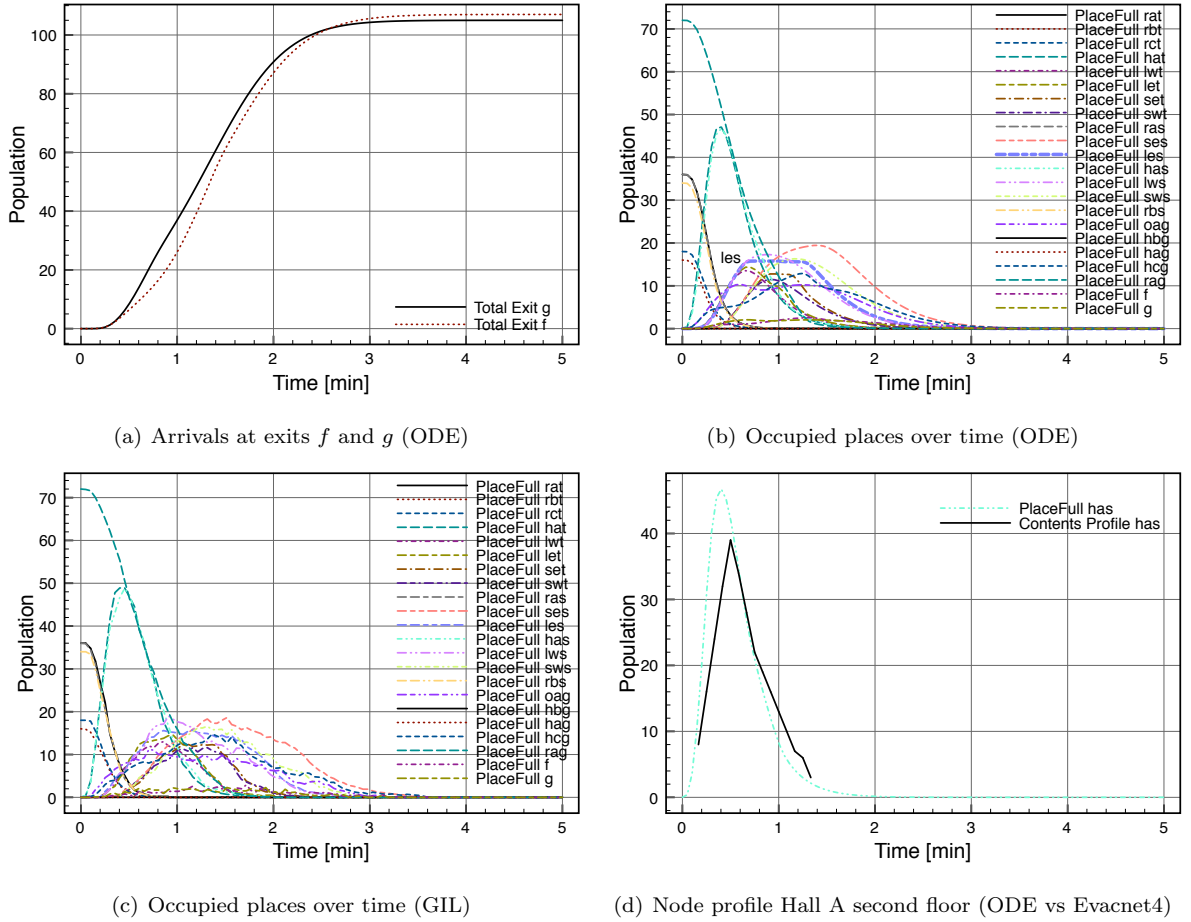 100
80
60
40
20
0
Population
Total Exit g
Total Exit f
0 1 2 3 4 5
Time [min]
(a) Arrivals at exits f and g (ODE)
70
60
50
40
30
20
10
0
Population
les
PlaceFull rat
PlaceFull rbt
PlaceFull rct
PlaceFull hat
PlaceFull lwt
PlaceFull let
PlaceFull set
PlaceFull swt
PlaceFull ras
PlaceFull ses
PlaceFull les
PlaceFull has
PlaceFull lws
PlaceFull sws
PlaceFull rbs
PlaceFull oag
PlaceFull hbg
PlaceFull hag
PlaceFull hcg
PlaceFull rag
PlaceFull f
PlaceFull g
0 1 2 3 4 5
Time [min]
(b) Occupied places over time (ODE)
70
60
50
40
30
20
10
0
Population
PlaceFull rat
PlaceFull rbt
PlaceFull rct
PlaceFull hat
PlaceFull lwt
PlaceFull let
PlaceFull set
PlaceFull swt
PlaceFull ras
PlaceFull ses
PlaceFull les
PlaceFull has
PlaceFull lws
PlaceFull sws
PlaceFull rbs
PlaceFull oag
PlaceFull hbg
PlaceFull hag
PlaceFull hcg
PlaceFull rag
PlaceFull f
PlaceFull g
0 1 2 3 4 5
Time [min]
(c) Occupied places over time (GIL)
40
30
20
10
0
Population
PlaceFull has
Contents Profile has
0 1 2 3 4 5
Time [min]
(d) Node profile Hall A second floor (ODE vs Evacnet4)